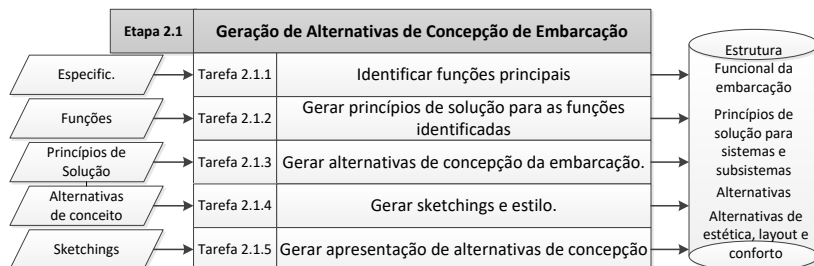 Etapa 2.1
Geração de Alternativas de Concepção de Embarcação
Especific.
Tarefa 2.1.1
Identificar funções principais
Funções
Tarefa 2.1.2
Gerar princípios de solução para as funções
identificadas
Princípios de
Solução
Tarefa 2.1.3
Gerar alternativas de concepção da embarcação.
Alternativas
de conceito
Tarefa 2.1.4
Gerar sketchings e estilo.
Sketchings
Tarefa 2.1.5
Gerar apresentação de alternativas de concepção
Estrutura
Funcional da
embarcação
Princípios de
solução para
sistemas e
subsistemas
Alternativas
Alternativas de
estética, layout e
conforto